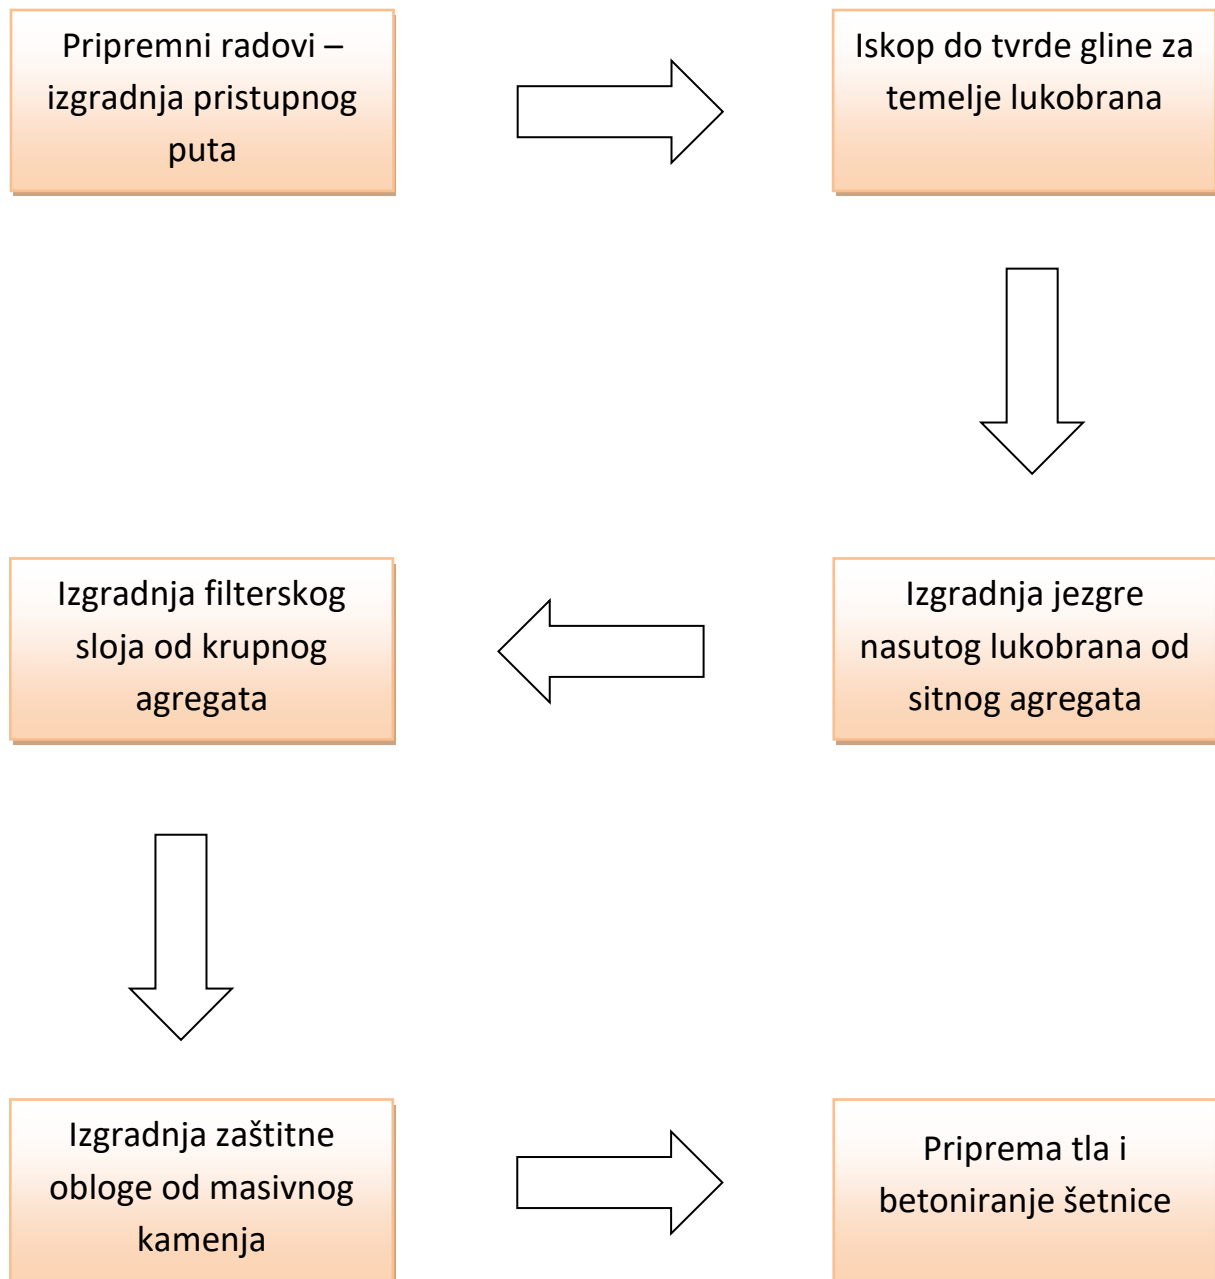 Pripremni radovi –
izgradnja pristupnog
puta
Iskop do tvrde gline za
temelje lukobrana
Izgradnja jezgre
nasutog lukobrana od
sitnog agregata
Izgradnja filterskog
sloja od krupnog
agregata
Izgradnja zaštitne
obloge od masivnog
kamenja
Priprema tla i
betoniranje šetnice